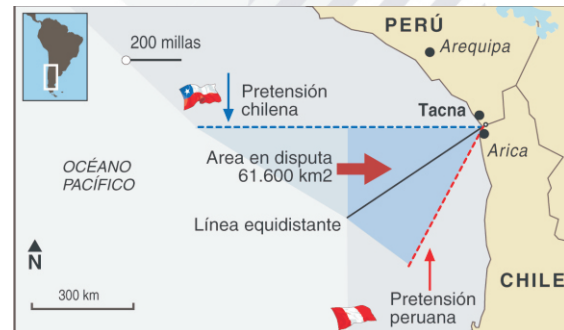 200 millas
PERÚ
Arequipa
Pretensión
chilena
Tacna
Arica
Area en disputa
61.600 km2
OCÉANO
PACÍFICO
Línea equidistante
N
300 km
Pretensión
peruana
CHILE